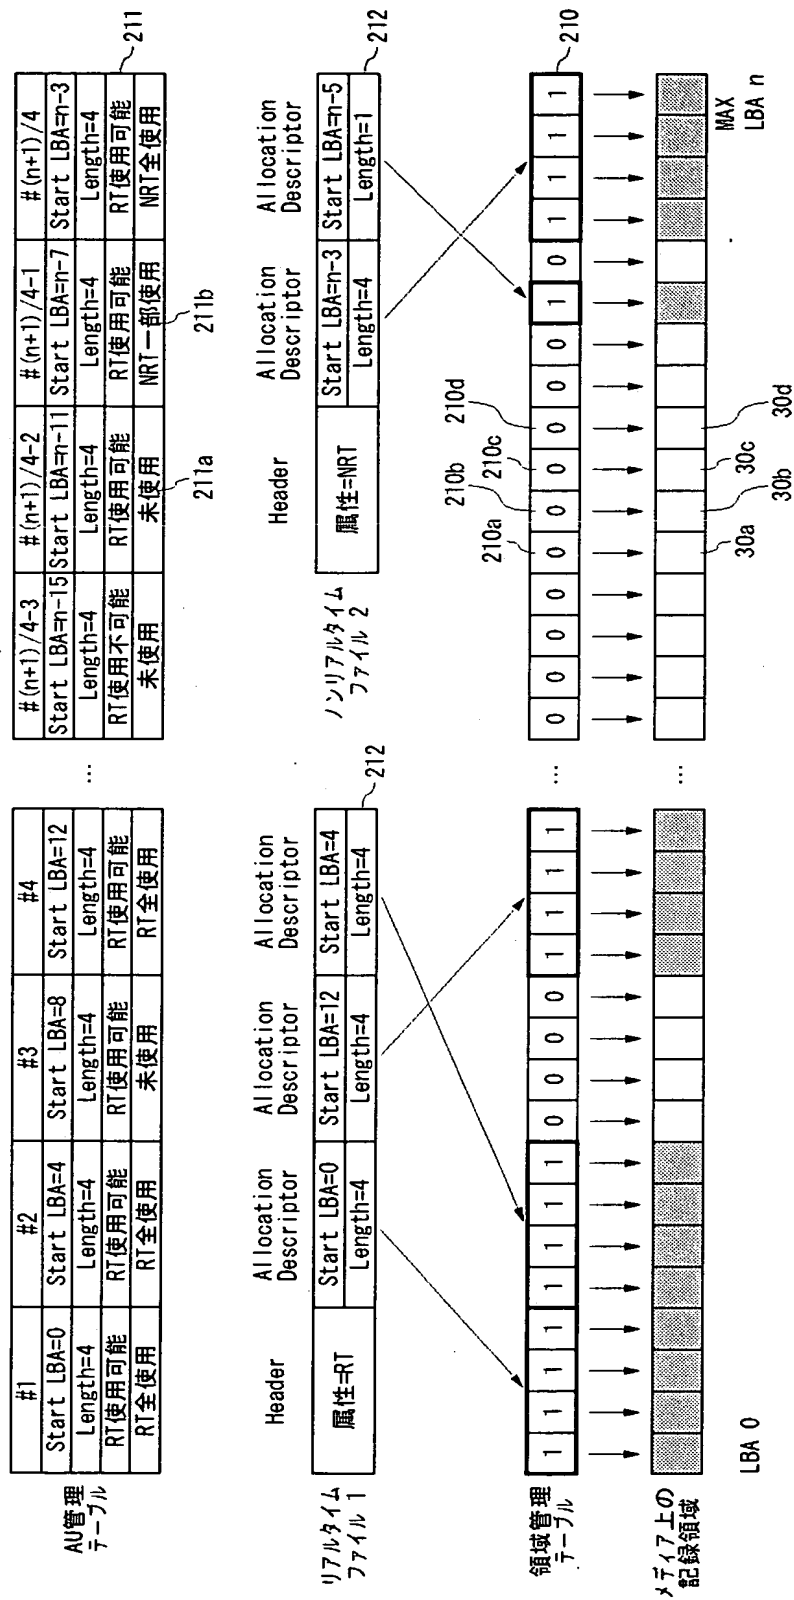 AU管理
テーブル
#1
Start LBA=0
Length=4
RT使用可能
RT全使用
#2
Start LBA=4
Length=4
RT使用可能
RT全使用
#3
Start LBA=8
Length=4
RT使用可能
未使用
#4
Start LBA=12
Length=4
RT使用可能
RT全使用
...
#(n+1)/4-3
Start LBA=n-15
Length=4
RT使用不可能
未使用
#(n+1)/4-2
Start LBA=n-11
Length=4
RT使用可能
未使用
#(n+1)/4-1
Start LBA=n-7
Length=4
RT使用可能
NRT一部使用
#(n+1)/4
Start LBA=n-3
Length=4
RT使用可能
NRT全使用
211
211a
211b
リアルタイム
ファイル 1
Header
属性=RT
Allocation
Descriptor
Start LBA=0
Length=4
Allocation
Descriptor
Start LBA=12
Length=4
Allocation
Descriptor
Start LBA=4
Length=4
212
ノンリアルタイム
ファイル 2
Header
属性=NRT
Allocation
Descriptor
Start LBA=n-3
Length=4
Allocation
Descriptor
Start LBA=n-5
Length=1
212
領域管理
テーブル
1 1 1 1 1 1 1 1 0 0 0 0 1 1 1 1 ... 0 0 0 0 0 0 0 0 0 0 1 0 1 1 1 1
210a
210b
210c
210d
210
メディア上の
記録領域
...
30a
30b
30c
30d
LBA 0
MAX
LBA n